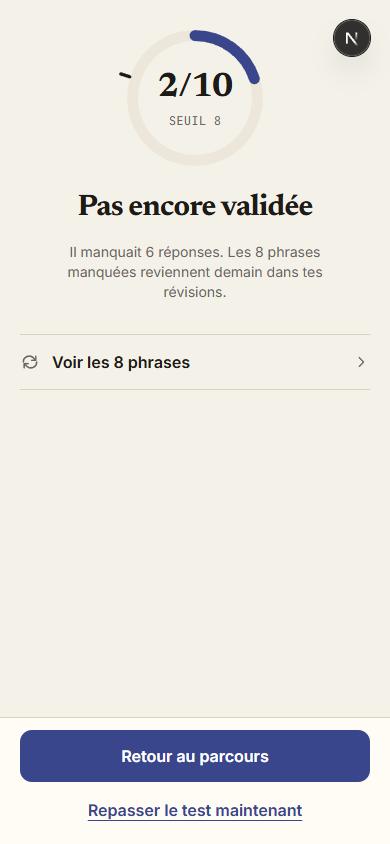 N
2/10
SEUIL 8
Pas encore validée
Il manquait 6 réponses. Les 8 phrases
manquées reviennent demain dans tes
révisions.
Voir les 8 phrases
Retour au parcours
Repasser le test maintenant